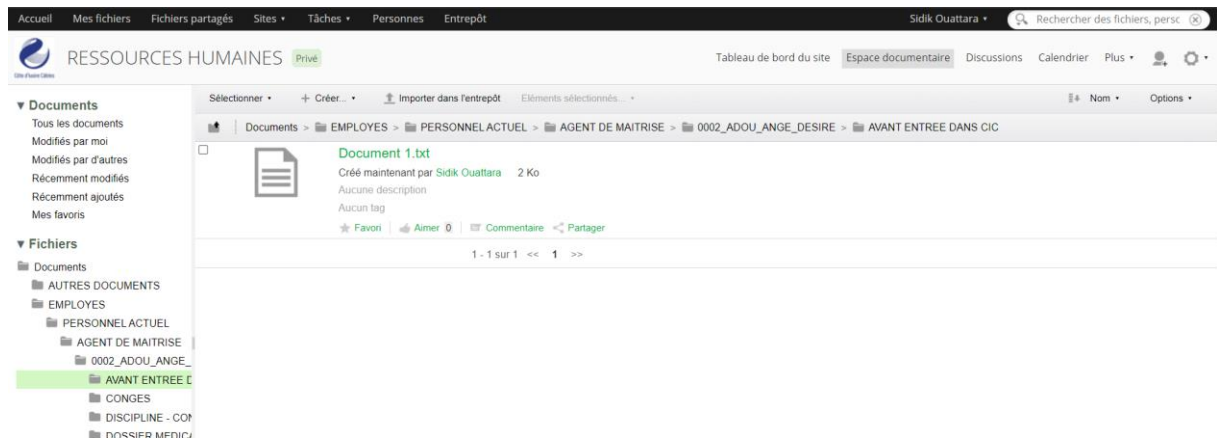 Accueil Mes fichiers Fichiers partagés Sites Tâches Personnes Entrepôt Sidik Ouattara Rechercher des fichiers, persc
Côte d'Ivoire Câbles
RESSOURCES HUMAINES Privé Tableau de bord du site Espace documentaire Discussions Calendrier Plus
Sélectionner + Créer... Importer dans l'entrepôt Eléments sélectionnés... Nom Options
Documents > EMPLOYES > PERSONNEL ACTUEL > AGENT DE MAITRISE > 0002_ADOU_ANGE_DESIRE > AVANT ENTREE DANS CIC
Documents
Tous les documents
Modifiés par moi
Modifiés par d'autres
Récemment modifiés
Récemment ajoutés
Mes favoris
Fichiers
Documents
AUTRES DOCUMENTS
EMPLOYES
PERSONNEL ACTUEL
AGENT DE MAITRISE
0002_ADOU_ANGE_
AVANT ENTREE D
CONGES
DISCIPLINE - CON
DOSSIER MEDICA
Document 1.txt
Créé maintenant par Sidik Ouattara 2 Ko
Aucune description
Aucun tag
Favori Aimer 0 Commentaire Partager
1 - 1 sur 1 << 1 >>